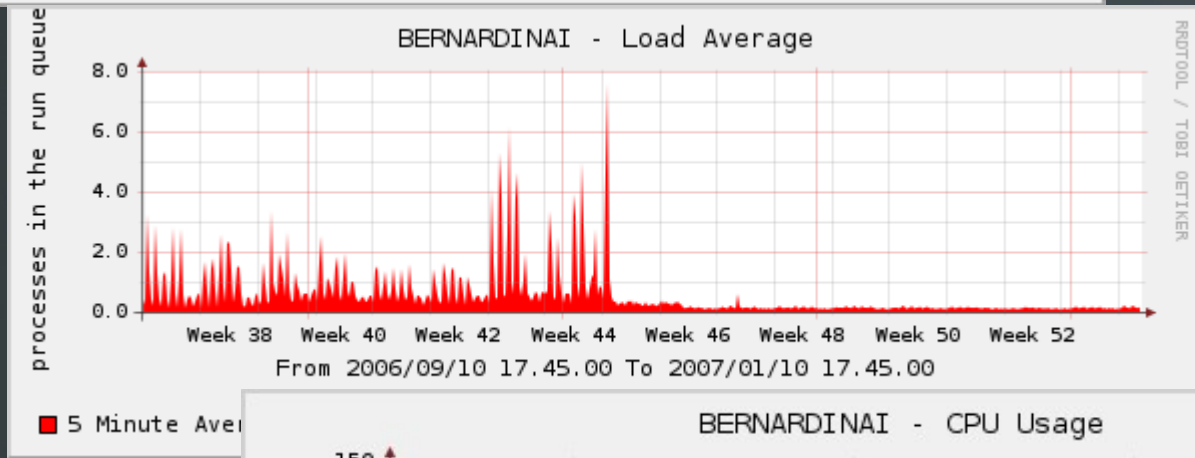 BERNARDINAI - Load Average
processes in the run queue
8.0
6.0
4.0
2.0
0.0
Week 38 Week 40 Week 42 Week 44 Week 46 Week 48 Week 50 Week 52
From 2006/09/10 17.45.00 To 2007/01/10 17.45.00
RRDTOOL / TOBI OETIKER
5 Minute Aver
BERNARDINAI - CPU Usage
150